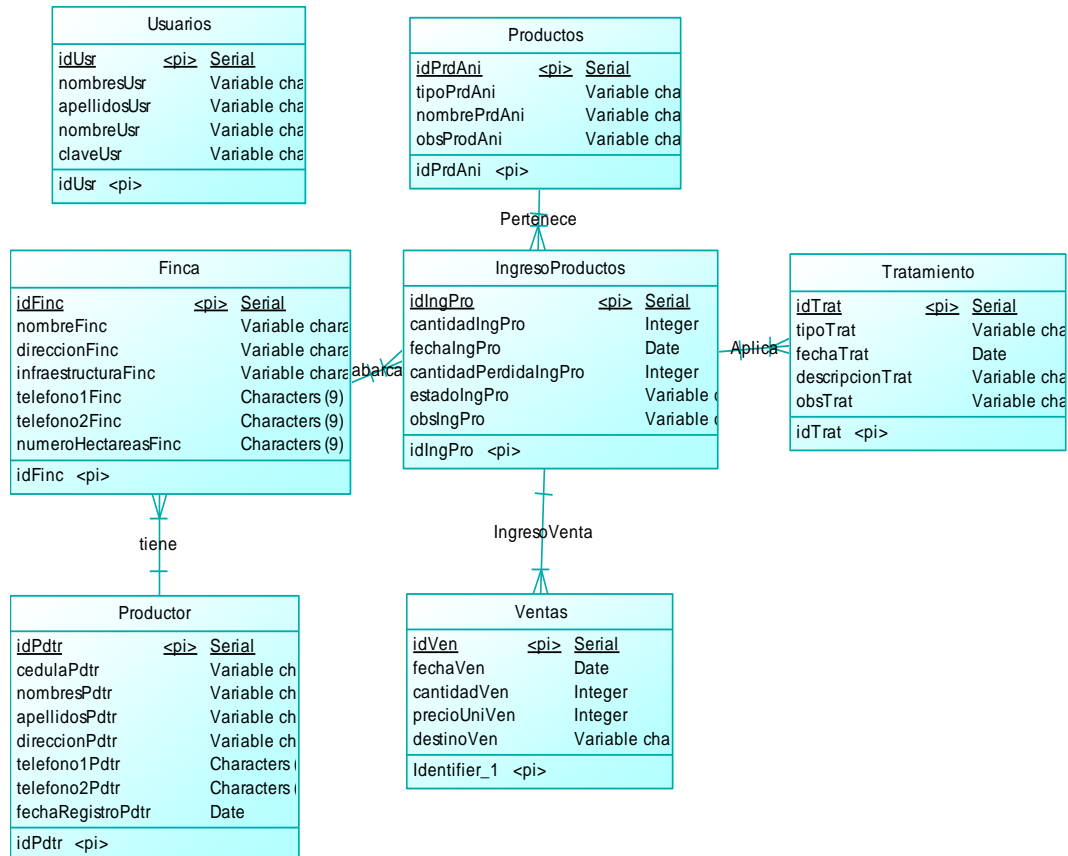 Usuarios
idUsr <pi> Serial
nombresUsr Variable cha
apellidosUsr Variable cha
nombreUsr Variable cha
claveUsr Variable cha
idUsr <pi>
Productos
idPrdAni <pi> Serial
tipoPrdAni Variable cha
nombrePrdAni Variable cha
obsProdAni Variable cha
idPrdAni <pi>
Pertenece
Finca
idFinc <pi> Serial
nombreFinc Variable chara
direccionFinc Variable chara
infraestructuraFinc Variable chara
telefono1Finc Characters (9)
telefono2Finc Characters (9)
numeroHectareasFinc Characters (9)
idFinc <pi>
abarca
IngresoProductos
idIngPro <pi> Serial
cantidadIngPro Integer
fechaIngPro Date
cantidadPerdidaIngPro Integer
estadoIngPro Variable c
obsIngPro Variable c
idIngPro <pi>
Aplica
Tratamiento
idTrat <pi> Serial
tipoTrat Variable cha
fechaTrat Date
descripcionTrat Variable cha
obsTrat Variable cha
idTrat <pi>
tiene
IngresoVenta
Productor
idPdtr <pi> Serial
cedulaPdtr Variable ch
nombresPdtr Variable ch
apellidosPdtr Variable ch
direccionPdtr Variable ch
telefono1Pdtr Characters (
telefono2Pdtr Characters (
fechaRegistroPdtr Date
idPdtr <pi>
Ventas
idVen <pi> Serial
fechaVen Date
cantidadVen Integer
precioUniVen Integer
destinoVen Variable cha
Identifier_1 <pi>